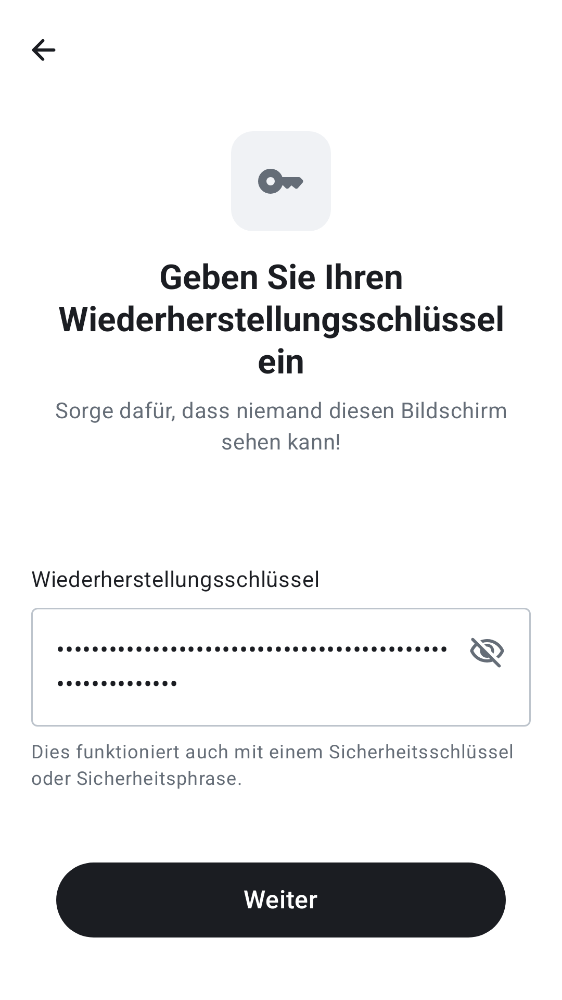 Geben Sie Ihren
Wiederherstellungsschlüssel
ein
Sorge dafür, dass niemand diesen Bildschirm
sehen kann!
Wiederherstellungsschlüssel
•••••••••••••••••••••••••••••••••••••••••••••
••••••••••••••
Dies funktioniert auch mit einem Sicherheitsschlüssel
oder Sicherheitsphrase.
Weiter